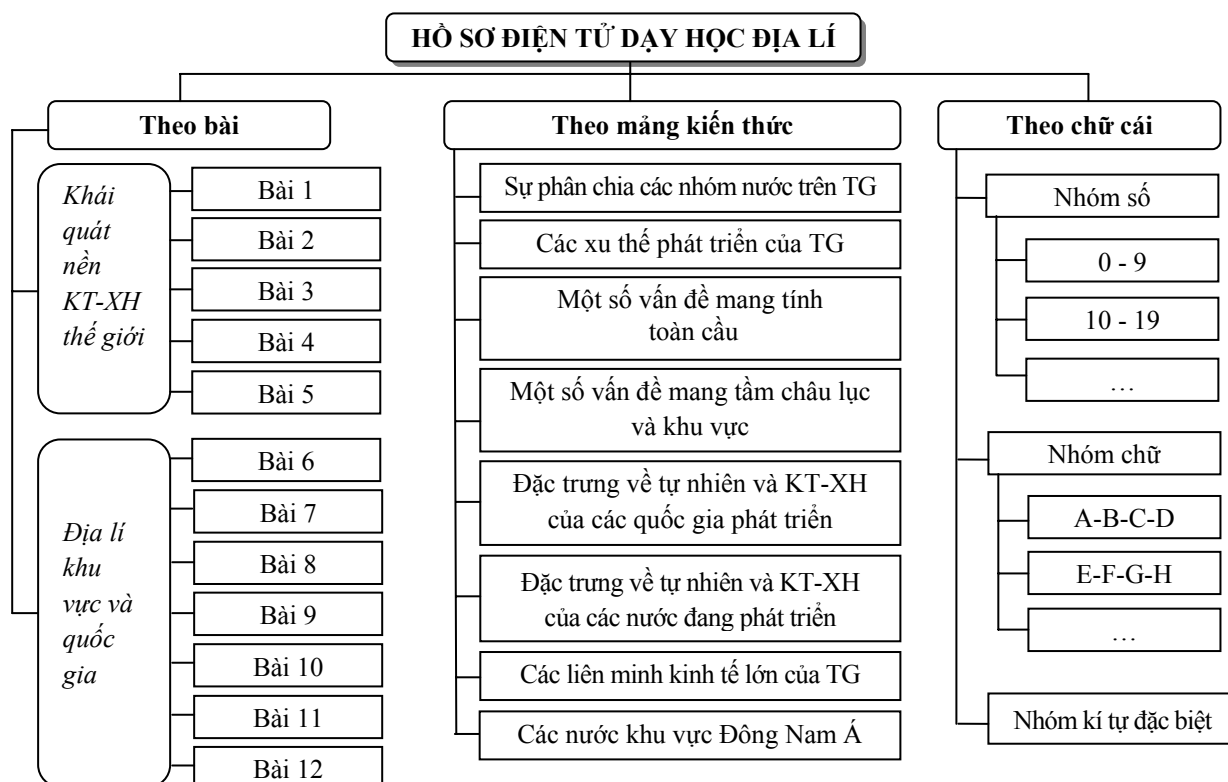 HỒ SƠ ĐIỆN TỬ DẠY HỌC ĐỊA LÍ
Theo bài
Khái
quát
nền
KT-XH
thế giới
Bài 1
Bài 2
Bài 3
Bài 4
Bài 5
Địa lí
khu
vực và
quốc
gia
Bài 6
Bài 7
Bài 8
Bài 9
Bài 10
Bài 11
Bài 12
Theo mảng kiến thức
Sự phân chia các nhóm nước trên TG
Các xu thế phát triển của TG
Một số vấn đề mang tính
toàn cầu
Một số vấn đề mang tầm châu lục
và khu vực
Đặc trưng về tự nhiên và KT-XH
của các quốc gia phát triển
Đặc trưng về tự nhiên và KT-XH
của các nước đang phát triển
Các liên minh kinh tế lớn của TG
Các nước khu vực Đông Nam Á
Theo chữ cái
Nhóm số
0 - 9
10 - 19
…
Nhóm chữ
A-B-C-D
E-F-G-H
…
Nhóm kí tự đặc biệt